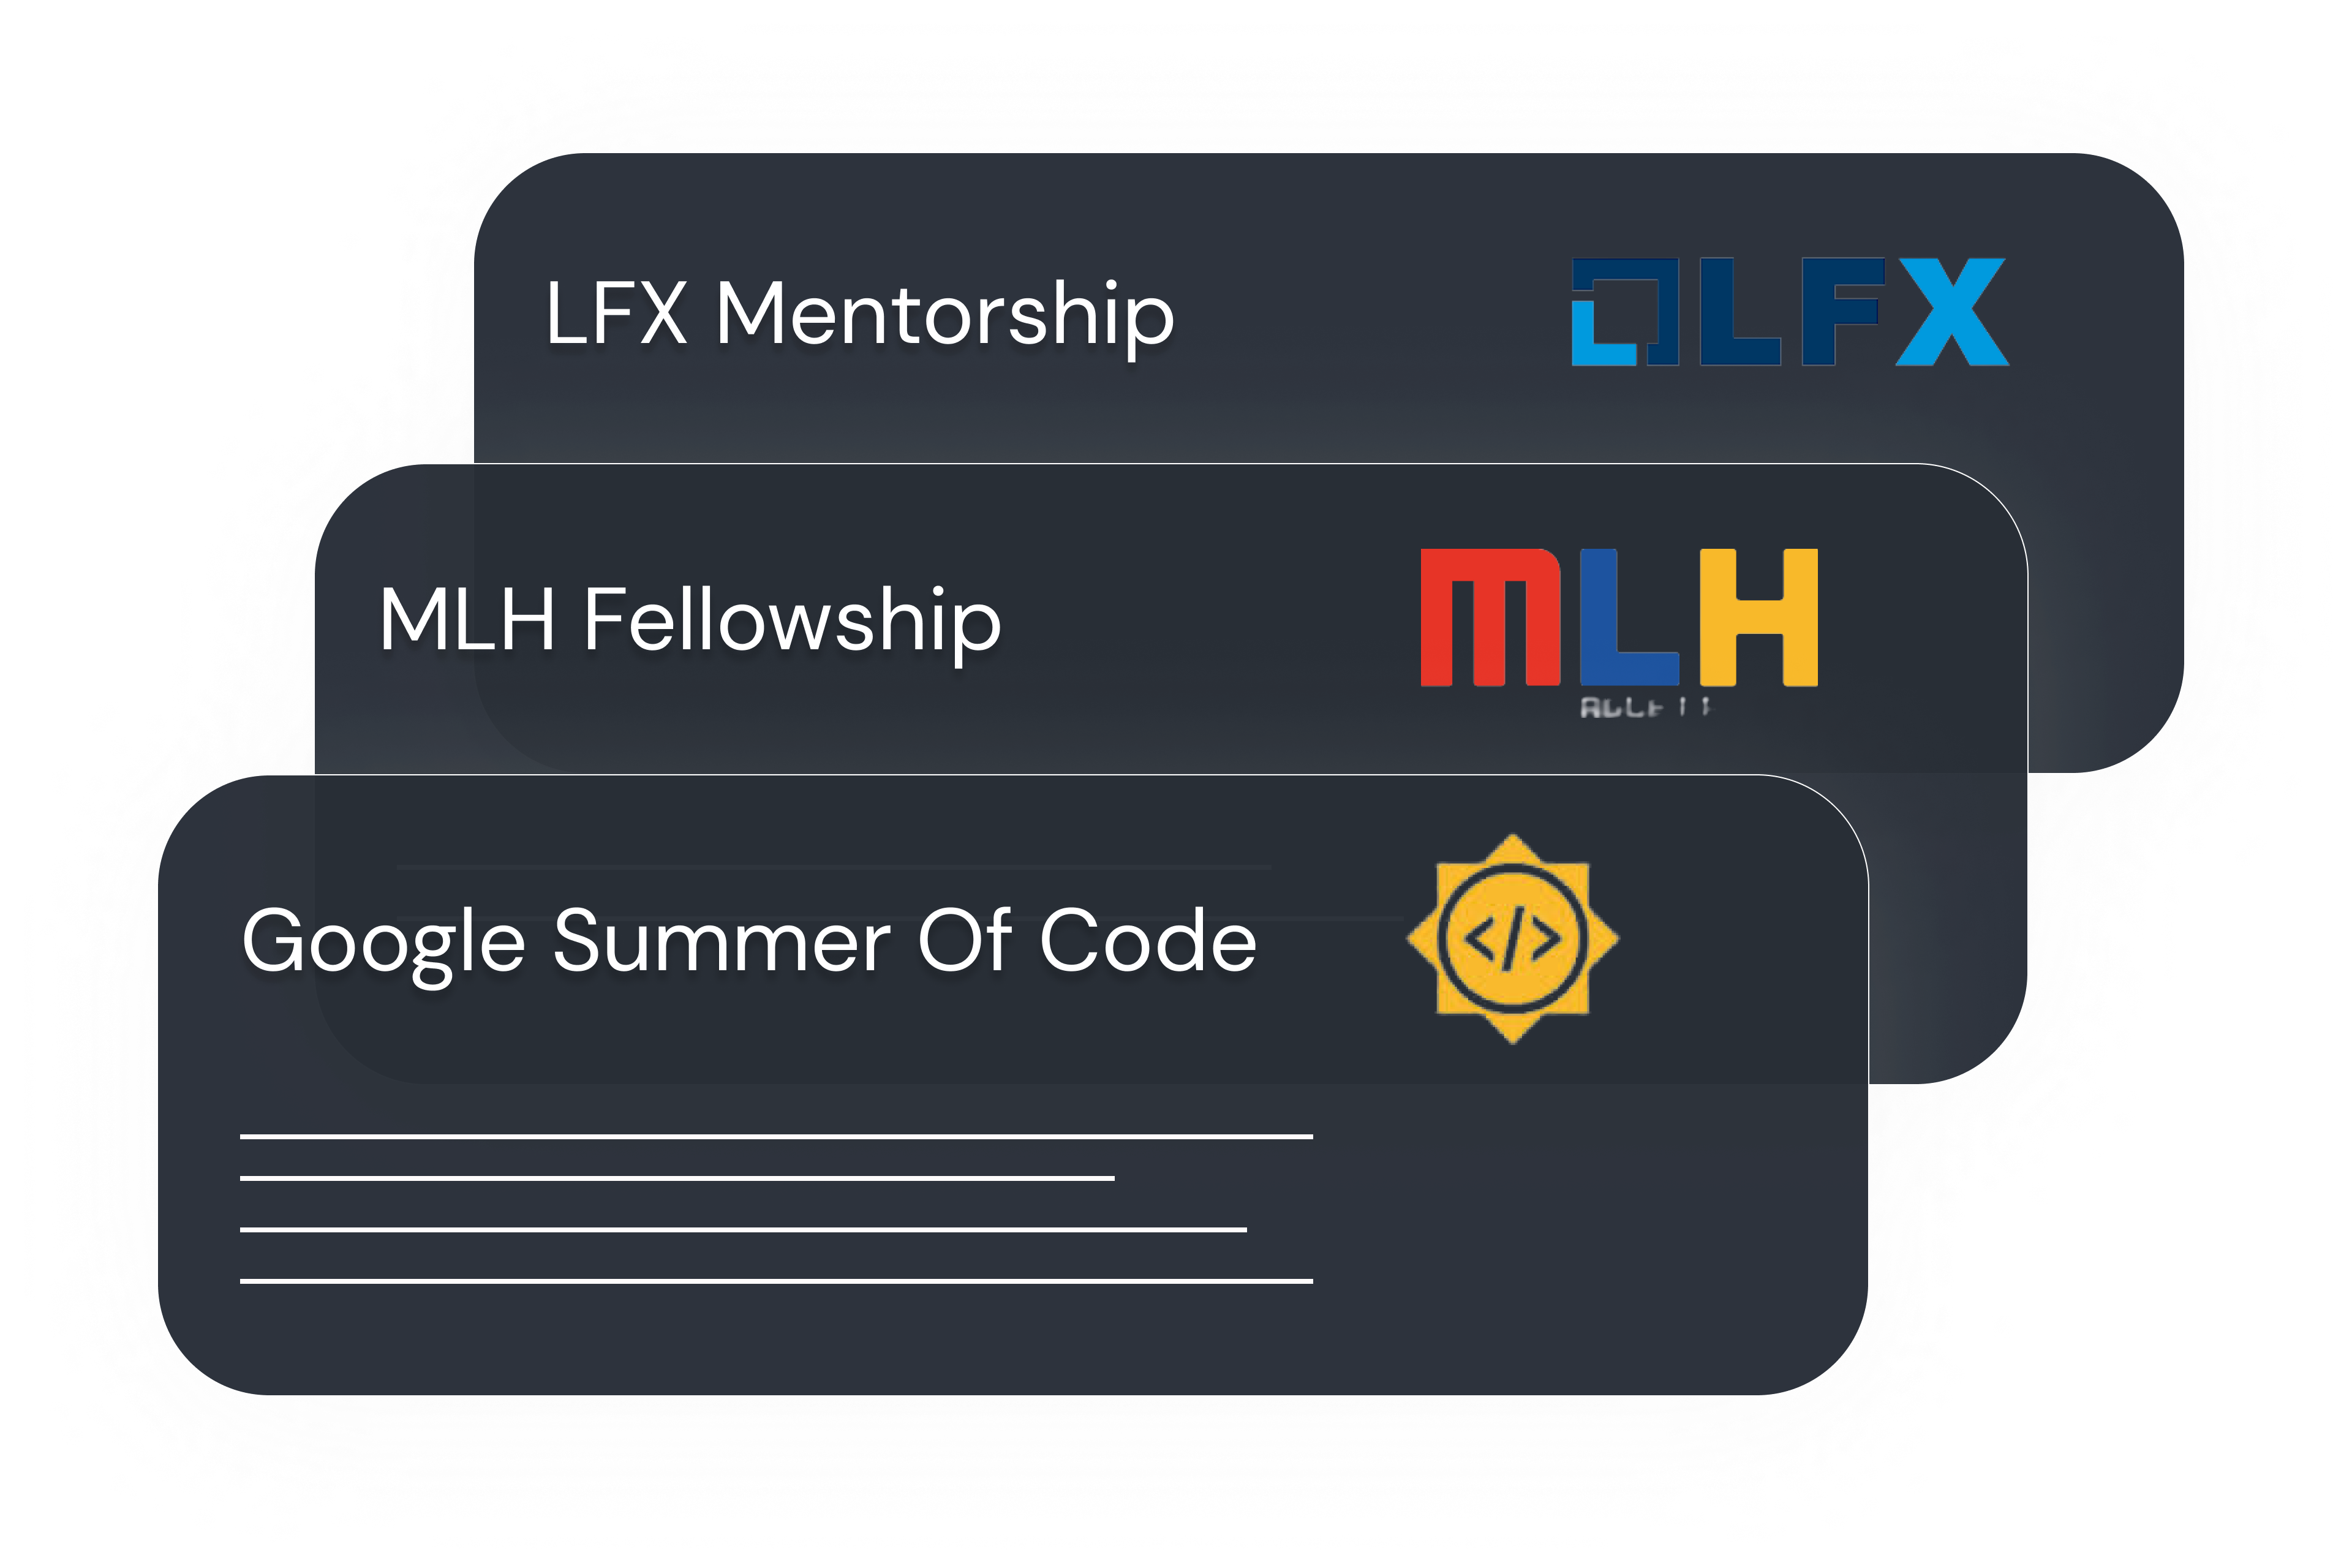 LFX Mentorship
LFX
MLH Fellowship
MLH
Google Summer Of Code
</>